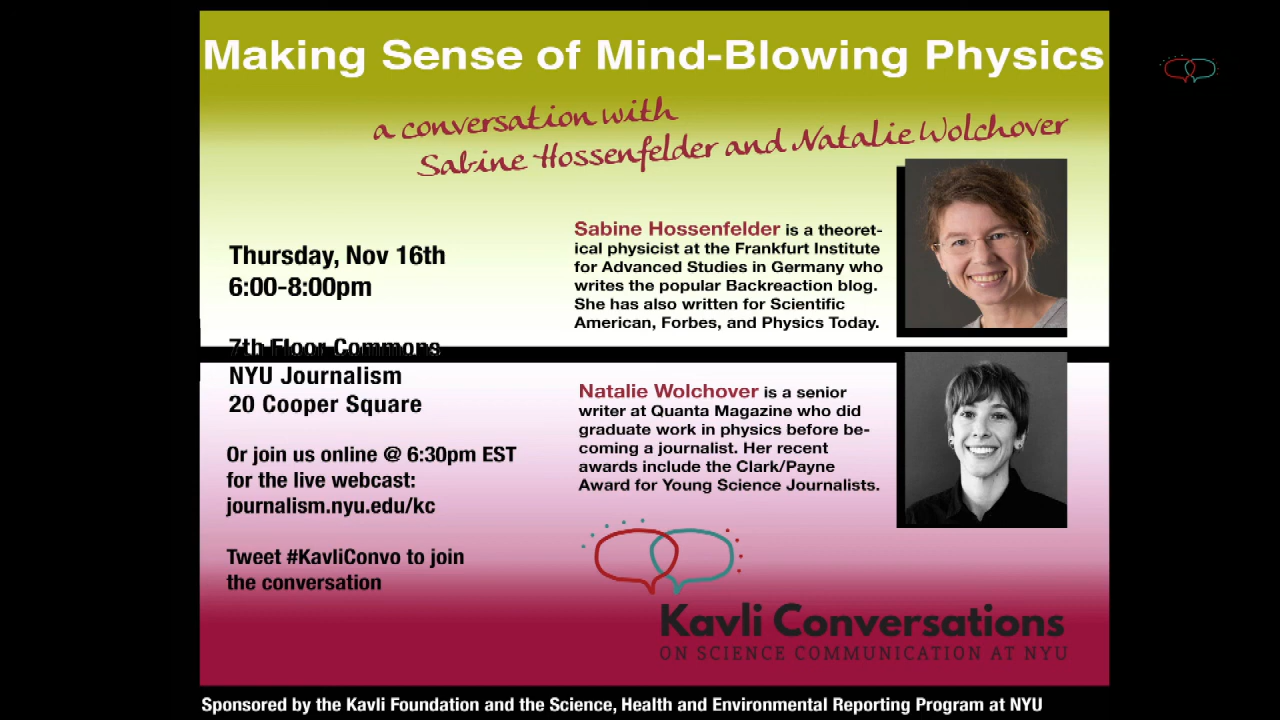 Making Sense of Mind-Blowing Physics
a conversation with
Sabine Hossenfelder and Natalie Wolchover
Thursday, Nov 16th
6:00-8:00pm
7th Floor Commons
NYU Journalism
20 Cooper Square
Or join us online @ 6:30pm EST
for the live webcast:
journalism.nyu.edu/kc
Tweet #KavliConvo to join
the conversation
Sabine Hossenfelder is a theoret-
ical physicist at the Frankfurt Institute
for Advanced Studies in Germany who
writes the popular Backreaction blog.
She has also written for Scientific
American, Forbes, and Physics Today.
Natalie Wolchover is a senior
writer at Quanta Magazine who did
graduate work in physics before be-
coming a journalist. Her recent
awards include the Clark/Payne
Award for Young Science Journalists.
Kavli Conversations
ON SCIENCE COMMUNICATION AT NYU
Sponsored by the Kavli Foundation and the Science, Health and Environmental Reporting Program at NYU